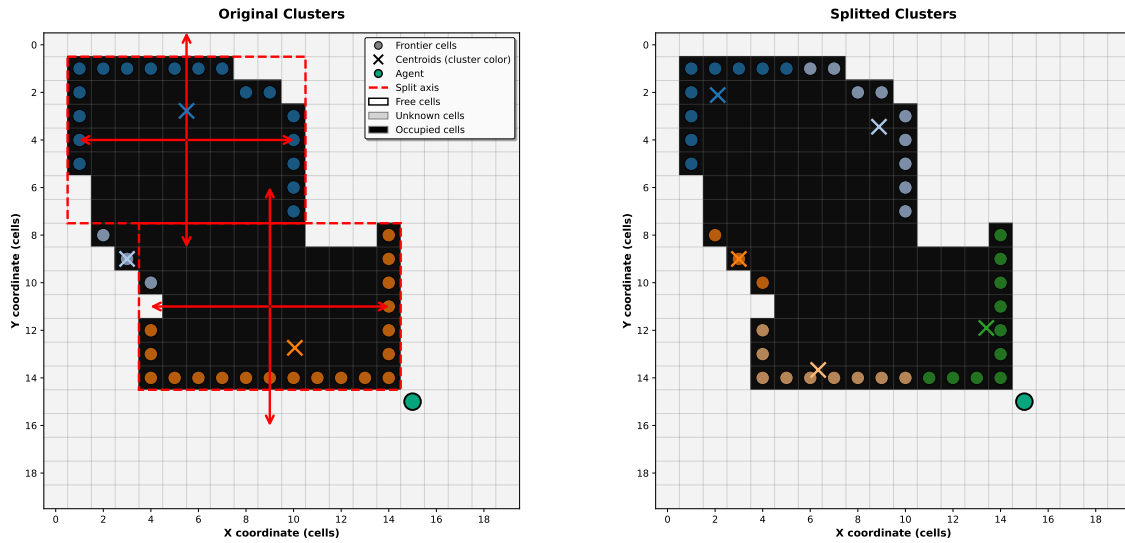 Original Clusters
Frontier cells
Centroids (cluster color)
Agent
Split axis
Free cells
Unknown cells
Occupied cells
0
2
4
6
8
10
12
14
16
18
Y coordinate (cells)
0 2 4 6 8 10 12 14 16 18
X coordinate (cells)
Splitted Clusters
0
2
4
6
8
10
12
14
16
18
Y coordinate (cells)
0 2 4 6 8 10 12 14 16 18
X coordinate (cells)